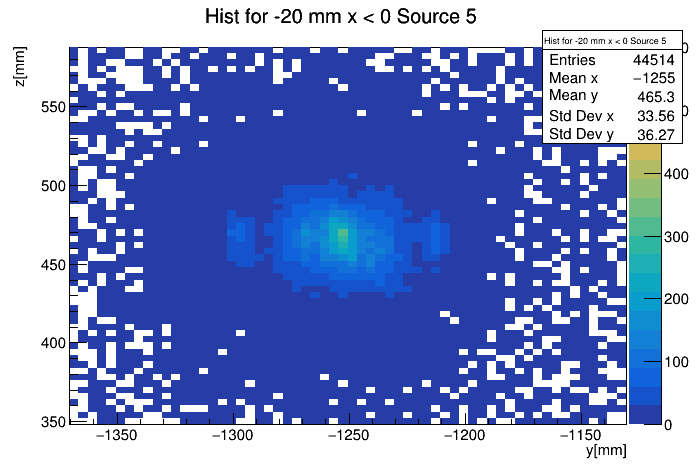 Hist for -20 mm x < 0 Source 5
z[mm]
Hist for -20 mm x < 0 Source 5
Entries 44514
Mean x −1255
Mean y 465.3
Std Dev x 33.56
Std Dev y 36.27
550
500
450
400
350
400
300
200
100
0
−1350 −1300 −1250 −1200 −1150
y[mm]